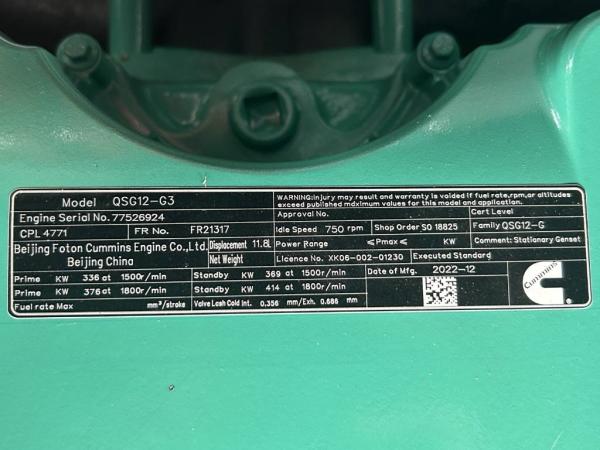 Model QSG12-G3
WARNING:Injury may result and warranty is voided if fuel rate,rpm,or altitudes
exceed published maximum values for this model and application.
Engine Serial No. 77526924
Approval No.
Cert Level
CPL 4771 FR No. FR21317
Idle Speed 750 rpm Shop Order SO 18825 Family QSG12-G
Beijing Foton Cummins Engine Co.,Ltd.
Beijing China
Displacement 11.8L
Net Weight
Power Range ≤Pmax≤ KW Comment: Stationary Genset
Licence No. XK06-002-01230 Executed Standard
Prime KW 336 at 1500r/min Standby KW 369 at 1500r/min
Date of Mfg. 2022-12
Prime KW 376 at 1800r/min Standby KW 414 at 1800r/min
Fuel rate Max mm³/stroke Valve Lash Cold Int. 0.356 mm/Exh. 0.686 mm
Cummins